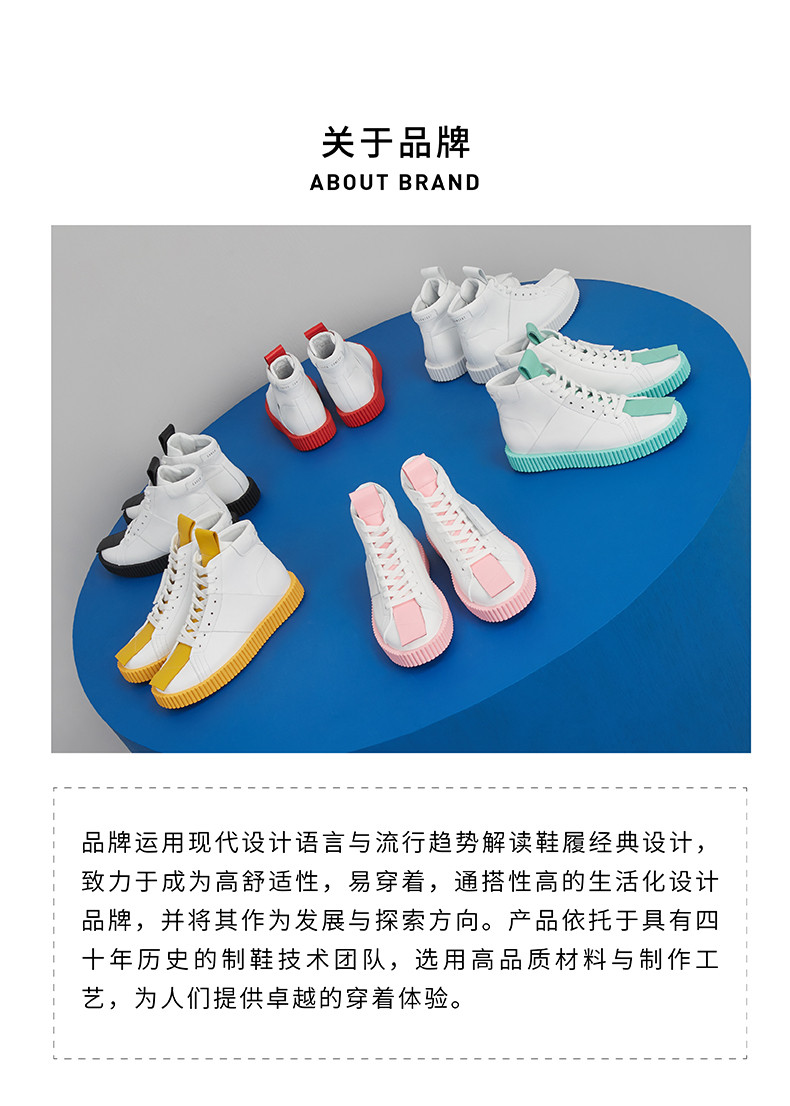 关于品牌
ABOUT BRAND
品牌运用现代设计语言与流行趋势解读鞋履经典设计，
致力于成为高舒适性，易穿着，通搭性高的生活化设计
品牌，并将其作为发展与探索方向。产品依托于具有四
十年历史的制鞋技术团队，选用高品质材料与制作工
艺，为人们提供卓越的穿着体验。